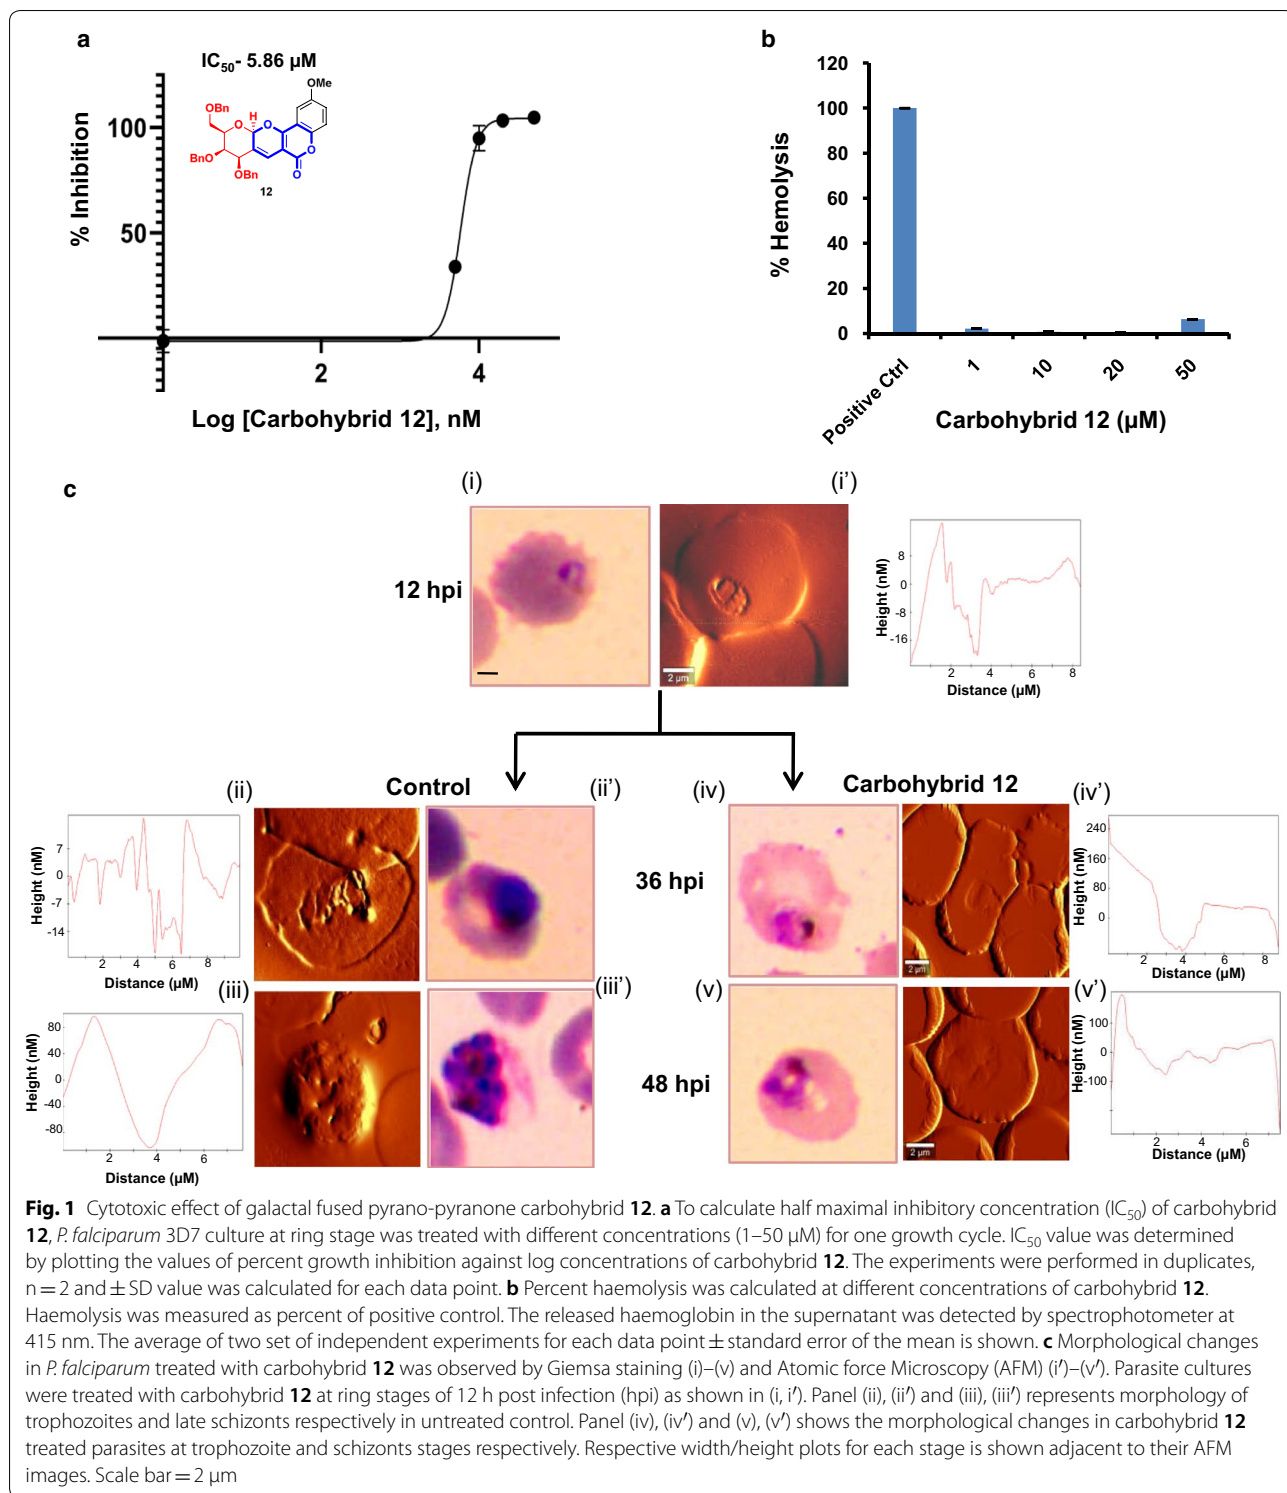 a
IC50- 5.86 µM
OMe
OBn
H
O
O
BnO
O
OBn
O
12
100
50
% Inhibition
2
4
Log [Carbohybrid 12], nM
b
120
100
80
60
40
20
0
% Hemolysis
Positive Ctrl
1
10
20
50
Carbohybrid 12 (µM)
c
(i)
(i')
12 hpi
2 µm
8
0
-8
-16
Height (nM)
2 4 6 8
Distance (µM)
Control
Carbohybrid 12
(ii)
(ii')
(iv)
(iv')
7
0
-7
-14
Height (nM)
2 4 6 8
Distance (µM)
36 hpi
2 µm
240
160
80
0
Height (nM)
2 4 6 8
Distance (µM)
(iii)
(iii')
(v)
(v')
80
40
0
-40
-80
Height (nM)
2 4 6
Distance (µM)
48 hpi
2 µm
100
0
-100
Height (nM)
2 4 6
Distance (µM)
Fig. 1 Cytotoxic effect of galactal fused pyrano-pyranone carbohybrid 12. a To calculate half maximal inhibitory concentration (IC50) of carbohybrid
12, P. falciparum 3D7 culture at ring stage was treated with different concentrations (1–50 µM) for one growth cycle. IC50 value was determined
by plotting the values of percent growth inhibition against log concentrations of carbohybrid 12. The experiments were performed in duplicates,
n = 2 and ± SD value was calculated for each data point. b Percent haemolysis was calculated at different concentrations of carbohybrid 12.
Haemolysis was measured as percent of positive control. The released haemoglobin in the supernatant was detected by spectrophotometer at
415 nm. The average of two set of independent experiments for each data point ± standard error of the mean is shown. c Morphological changes
in P. falciparum treated with carbohybrid 12 was observed by Giemsa staining (i)–(v) and Atomic force Microscopy (AFM) (i′)–(v′). Parasite cultures
were treated with carbohybrid 12 at ring stages of 12 h post infection (hpi) as shown in (i, i′). Panel (ii), (ii′) and (iii), (iii′) represents morphology of
trophozoites and late schizonts respectively in untreated control. Panel (iv), (iv′) and (v), (v′) shows the morphological changes in carbohybrid 12
treated parasites at trophozoite and schizonts stages respectively. Respective width/height plots for each stage is shown adjacent to their AFM
images. Scale bar = 2 µm